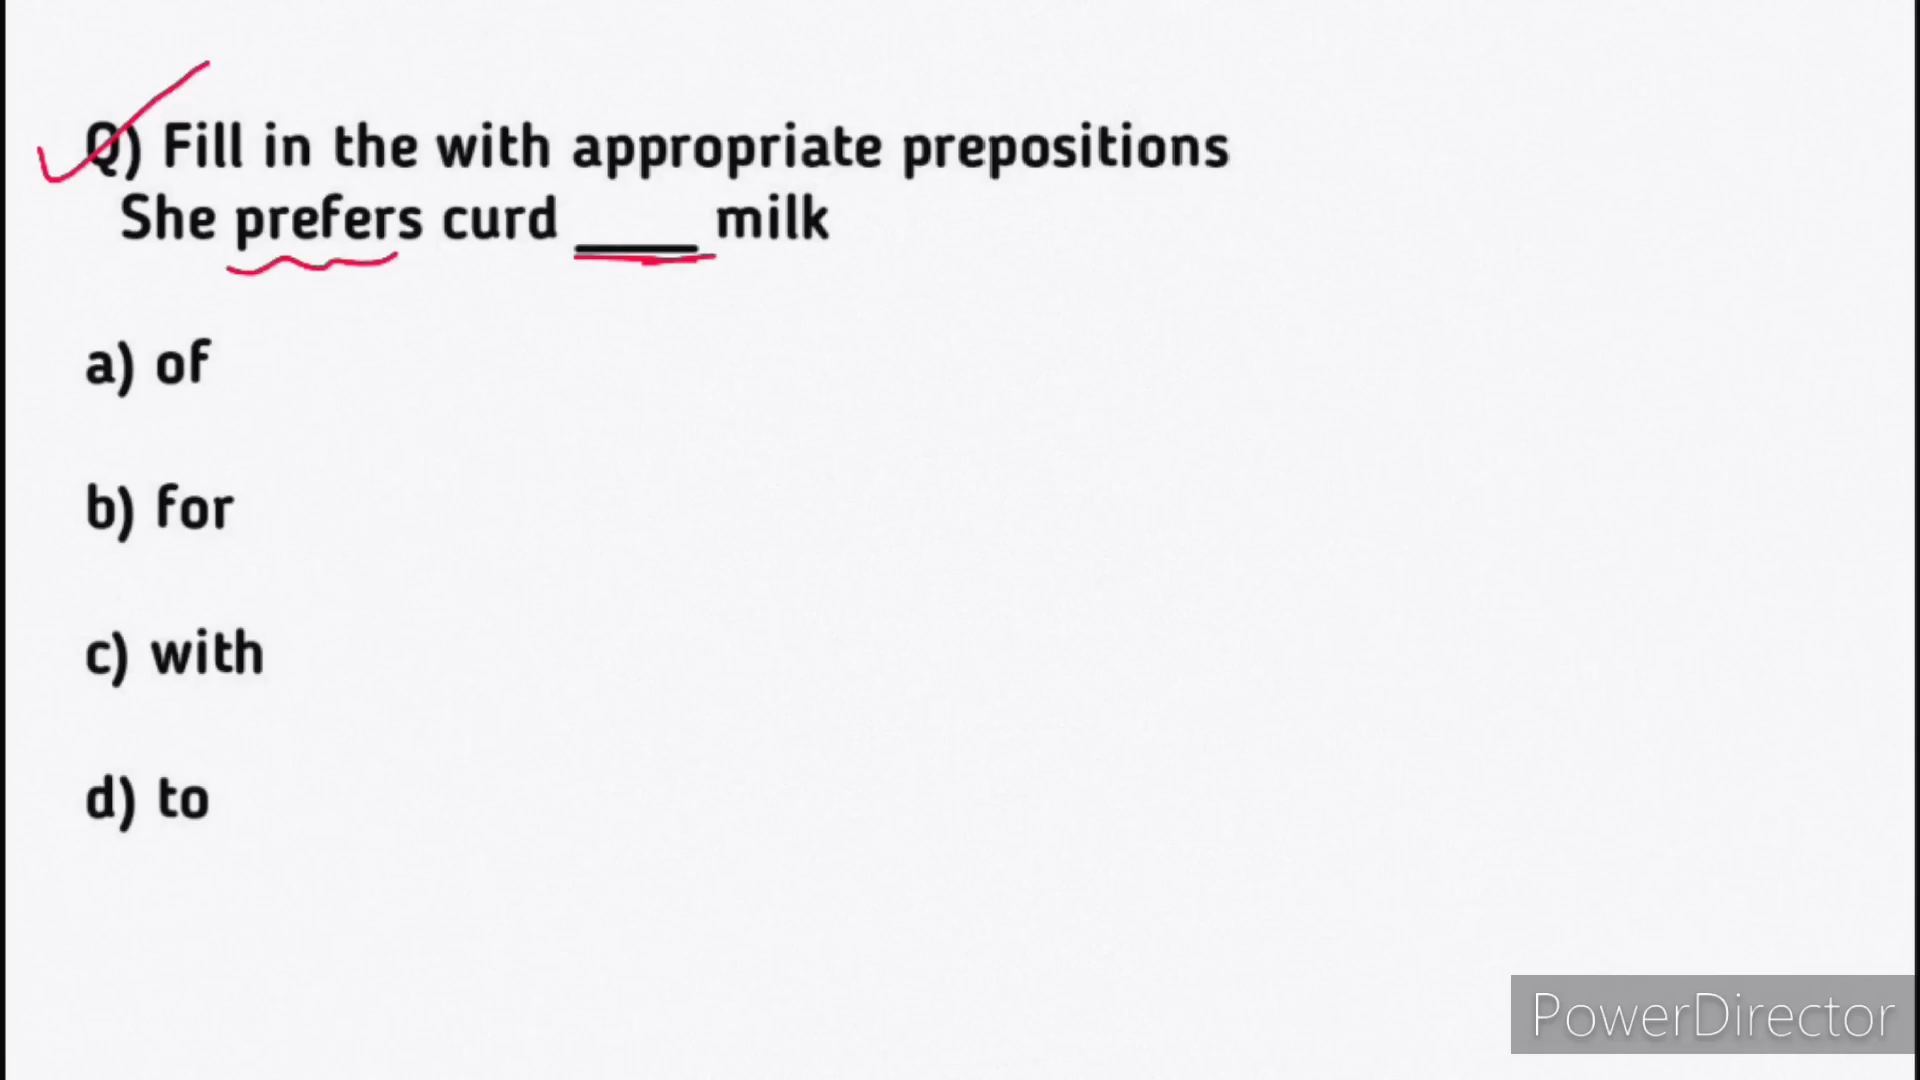 Q) Fill in the with appropriate prepositions
She prefers curd ____ milk
a) of
b) for
c) with
d) to
PowerDirector